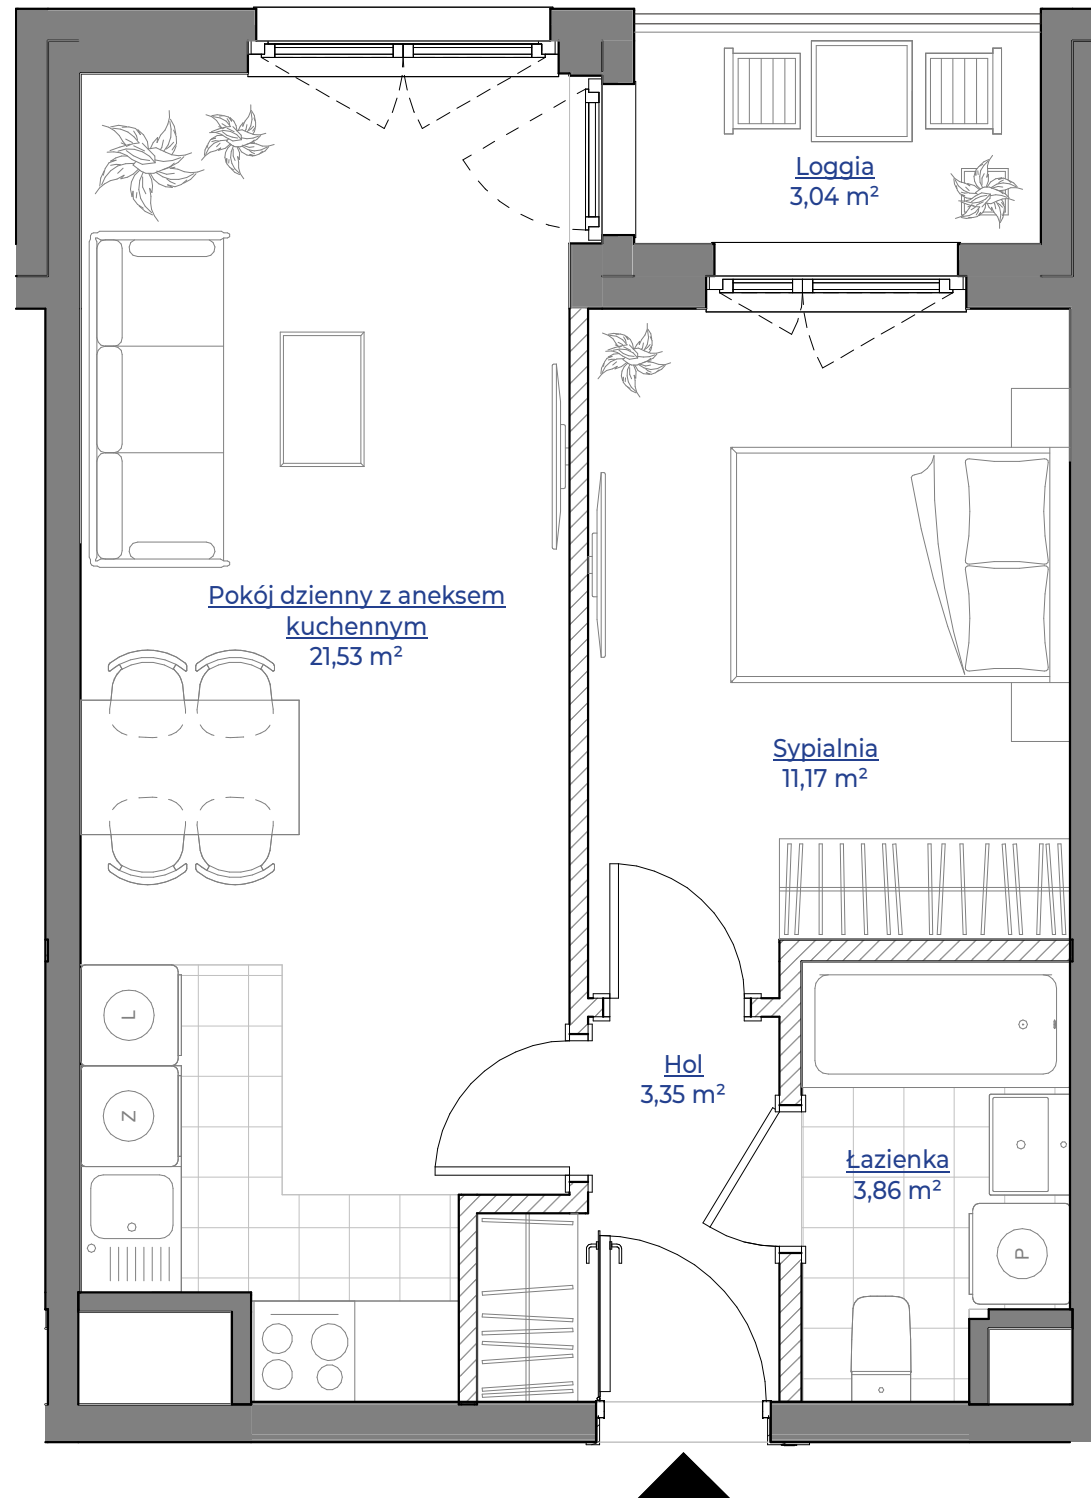 Loggia
3,04 m²
Pokój dzienny z aneksem
kuchennym
21,53 m²
Sypialnia
11,17 m²
L
Hol
3,35 m²
Z
Łazienka
3,86 m²
P